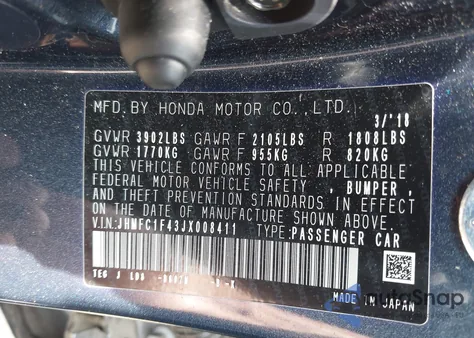 MFD.BY HONDA MOTOR CO.,LTD. 3/'18
GVWR 3902LBS GAWR F 2105LBS R 1808LBS
GVWR 1770KG GAWR F 955KG R 820KG
THIS VEHICLE CONFORMS TO ALL APPLICABLE
FEDERAL MOTOR VEHICLE SAFETY , BUMPER ,
AND THEFT PREVENTION STANDARDS IN EFFECT
ON THE DATE OF MANUFACTURE SHOWN ABOVE.
V.I.N:JHMFC1F43JX008411 TYPE:PASSENGER CAR
MADE IN JAPAN
autoSnap